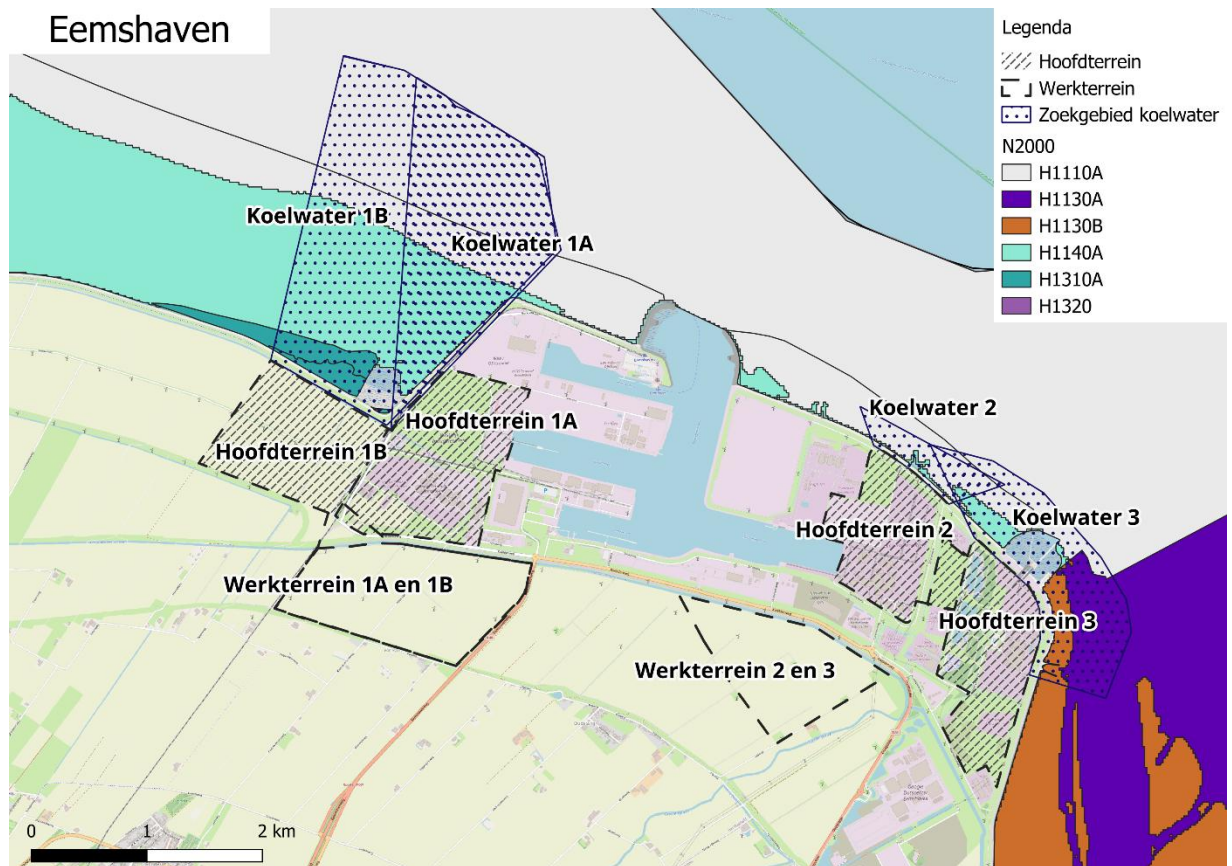 Eemshaven
Legenda
Hoofdterrein
Werkterrein
Zoekgebied koelwater
N2000
H1110A
H1130A
H1130B
H1140A
H1310A
H1320
Koelwater 1B
Koelwater 1A
Koelwater 2
Hoofdterrein 1A
Hoofdterrein 1B
Koelwater 3
Hoofdterrein 2
Werkterrein 1A en 1B
Hoofdterrein 3
Werkterrein 2 en 3
0 1 2 km